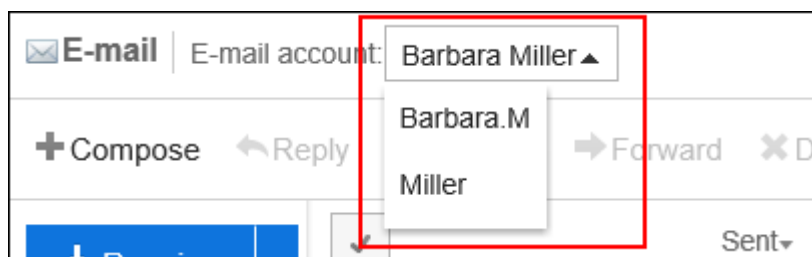 E-mail E-mail account: Barbara Miller
Barbara.M
Compose Reply Forward
Miller
Sent